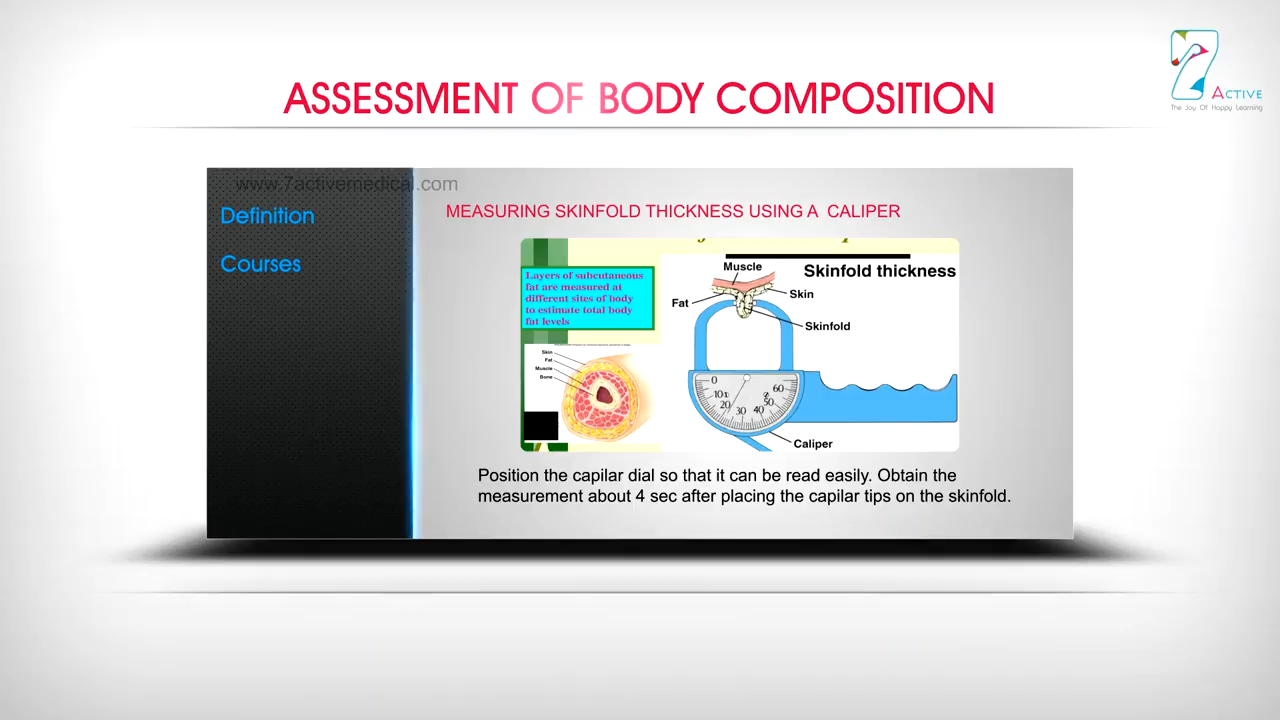 ACTIVE
The Joy Of Happy Learning
ASSESSMENT OF BODY COMPOSITION
www.7activemedical.com
Definition
Courses
MEASURING SKINFOLD THICKNESS USING A CALIPER
Layers of subcutaneous
fat are measured at
different sites of body
to estimate total body
fat levels
Skin
Fat
Muscle
Bone
Muscle
Skinfold thickness
Fat
Skin
Skinfold
0
10
20
30
40
50
60
Caliper
Position the capilar dial so that it can be read easily. Obtain the
measurement about 4 sec after placing the capilar tips on the skinfold.